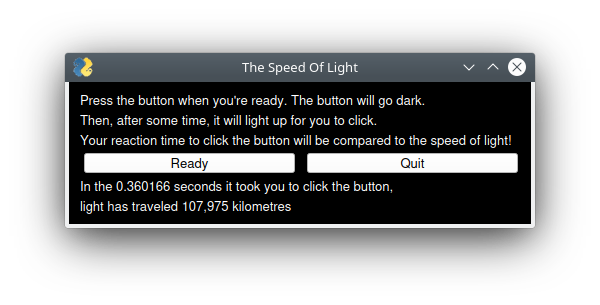 The Speed Of Light
Press the button when you're ready. The button will go dark.
Then, after some time, it will light up for you to click.
Your reaction time to click the button will be compared to the speed of light!
Ready Quit
In the 0.360166 seconds it took you to click the button,
light has traveled 107,975 kilometres